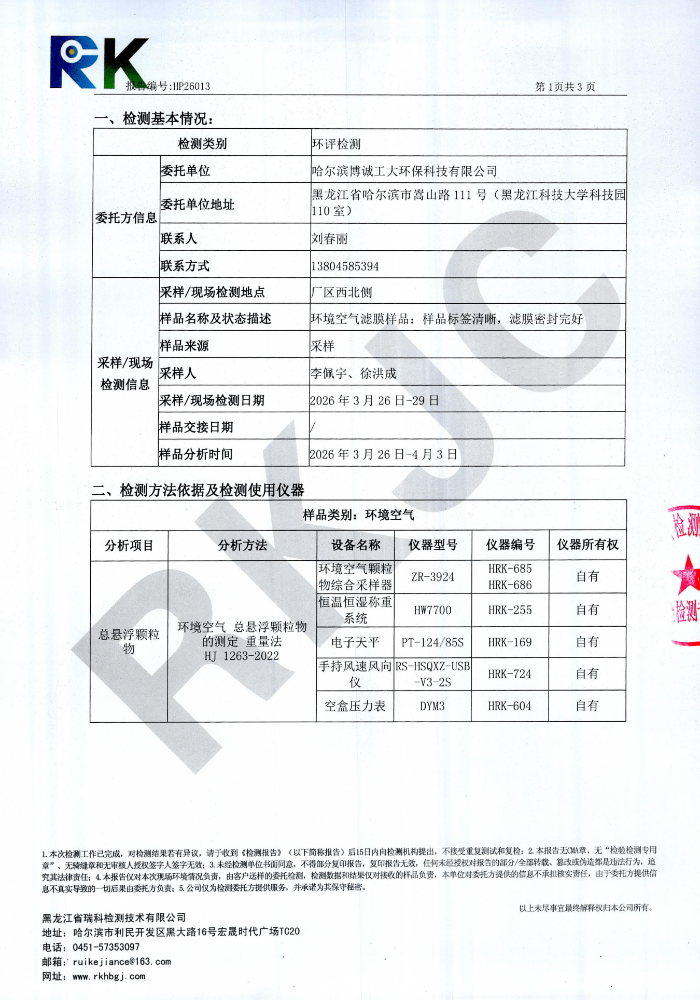 RK
报告编号:HP26013
第 1页共 3 页
一、检测基本情况：
检测类别
环评检测
委托方信息
委托单位
哈尔滨博诚工大环保科技有限公司
委托单位地址
黑龙江省哈尔滨市嵩山路 111 号（黑龙江科技大学科技园
110 室）
联系人
刘春丽
联系方式
13804585394
采样/现场
检测信息
采样/现场检测地点
厂区西北侧
样品名称及状态描述
环境空气滤膜样品：样品标签清晰，滤膜密封完好
样品来源
采样
采样人
李佩宇、徐洪成
采样/现场检测日期
2026 年 3 月 26 日-29 日
样品交接日期
/
样品分析时间
2026 年 3 月 26 日-4 月 3 日
二、检测方法依据及检测使用仪器
样品类别：环境空气
分析项目 分析方法 设备名称 仪器型号 仪器编号 仪器所有权
总悬浮颗粒
物
环境空气 总悬浮颗粒物
的测定 重量法
HJ 1263-2022
环境空气颗粒
物综合采样器
ZR-3924
HRK-685
HRK-686
自有
恒温恒湿称重
系统
HW7700
HRK-255
自有
电子天平
PT-124/85S
HRK-169
自有
手持风速风向
仪
RS-HSQXZ-USB
-V3-2S
HRK-724
自有
空盒压力表
DYM3
HRK-604
自有
RKJC
检测
检测
1.本次检测工作已完成，对检测结果若有异议，请于收到《检测报告》（以下简称报告）后15日内向检测机构提出，不接受重复测试和复检；2.本报告无CMA章、无“检验检测专用
章”、无骑缝章和无审核人授权签字人签字无效；3.未经检测单位书面同意，不得部分复印报告，复印报告无效，任何未经授权对报告的部分/全部转载、篡改或伪造都是违法行为，追
究其法律责任；4.本报告仅对本次现场环境情况负责，由客户送样的委托检测，检测数据和结果仅对接收的样品负责，本单位对委托方提供的信息不承担核实责任，由于委托方提供信
息不真实导致的一切后果由委托方负责；5.公司仅为检测委托方提供服务，并承诺为其保守秘密。
以上未尽事宜最终解释权归本公司所有。
黑龙江省瑞科检测技术有限公司
地址：哈尔滨市利民开发区黑大路16号宏晟时代广场TC20
电话：0451-57353097
邮箱：ruikejiance@163.com
网址：www.rkhbgj.com